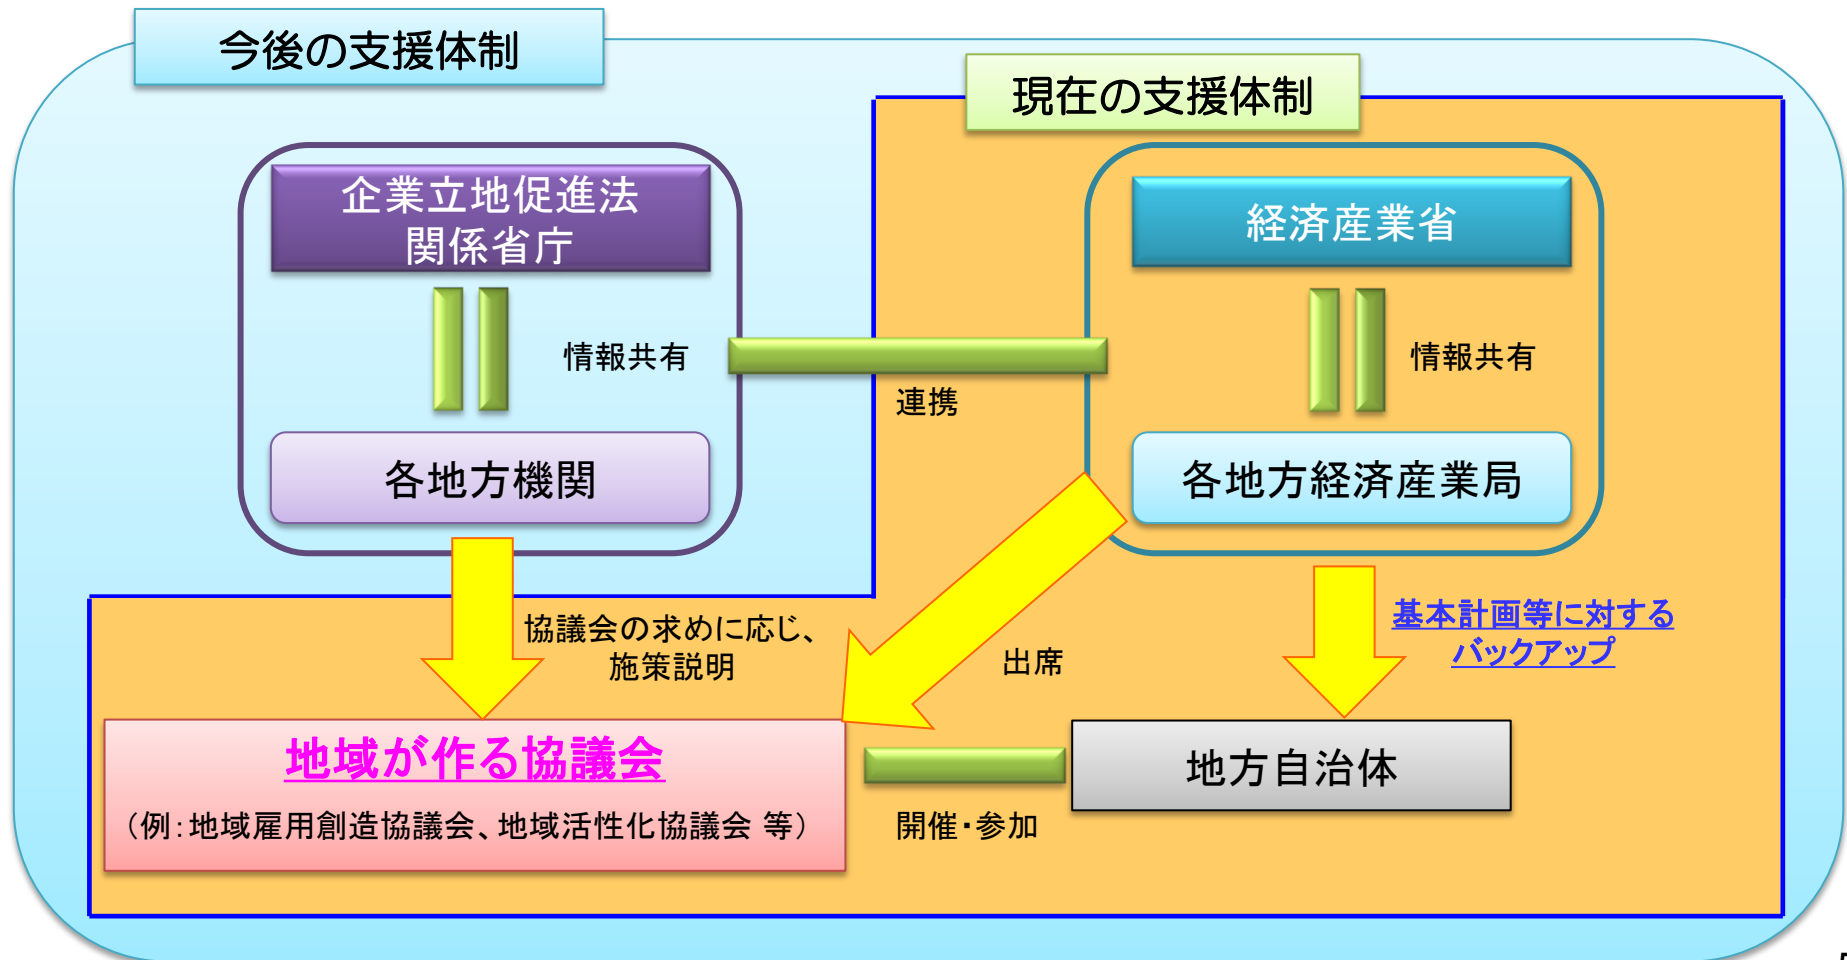 今後の支援体制
現在の支援体制
企業立地促進法
関係省庁
経済産業省
情報共有
情報共有
連携
各地方機関
各地方経済産業局
協議会の求めに応じ、
施策説明
出席
基本計画等に対する
バックアップ
地域が作る協議会
（例：地域雇用創造協議会、地域活性化協議会 等）
開催・参加
地方自治体